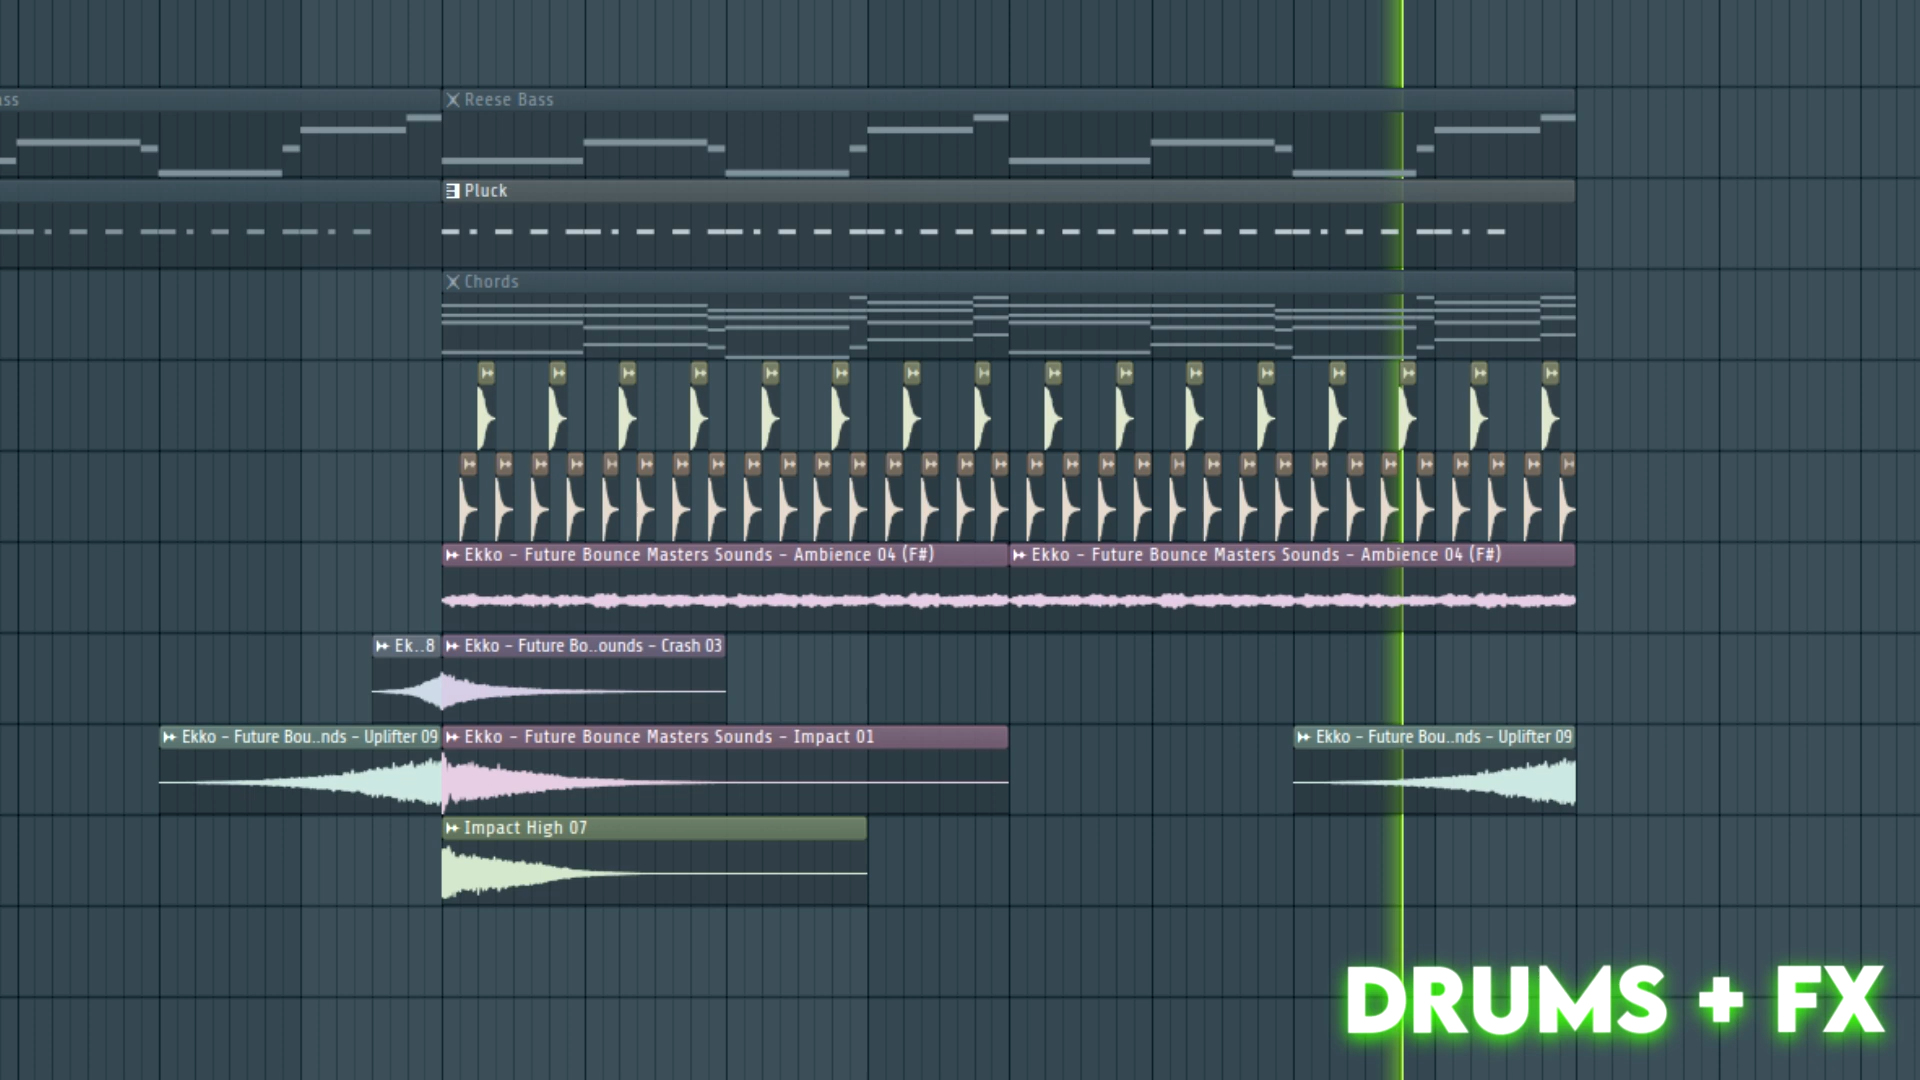 ss
Reese Bass
Pluck
Chords
Ekko - Future Bounce Masters Sounds - Ambience 04 (F#)
Ekko - Future Bounce Masters Sounds - Ambience 04 (F#)
Ek..8
Ekko - Future Bo..ounds - Crash 03
Ekko - Future Bou..nds - Uplifter 09
Ekko - Future Bounce Masters Sounds - Impact 01
Ekko - Future Bou..nds - Uplifter 09
Impact High 07
DRUMS + FX